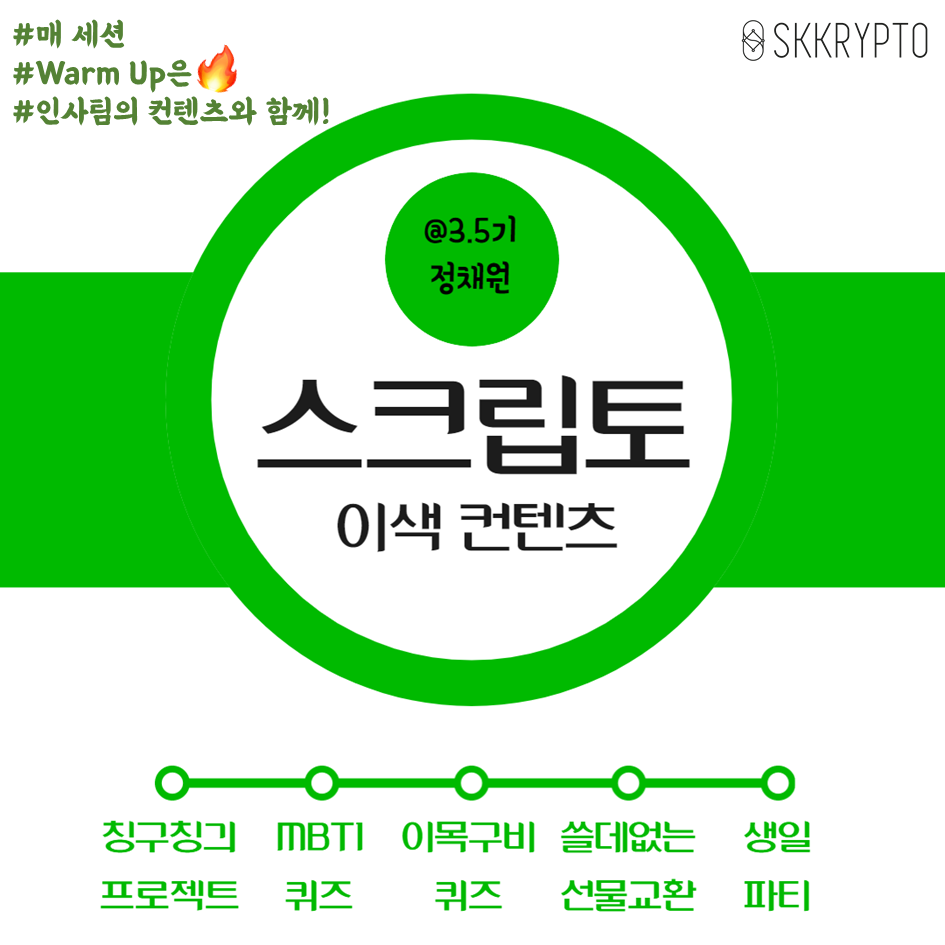 #매 세션
#Warm Up은🔥
#인사팀의 컨텐츠와 함께!
SKKRYPTO
@3.5기
정채원
스크립토
이색 컨텐츠
칭구칭긔 MBTI 이목구비 쓸데없는 생일
프로젝트 퀴즈 퀴즈 선물교환 파티